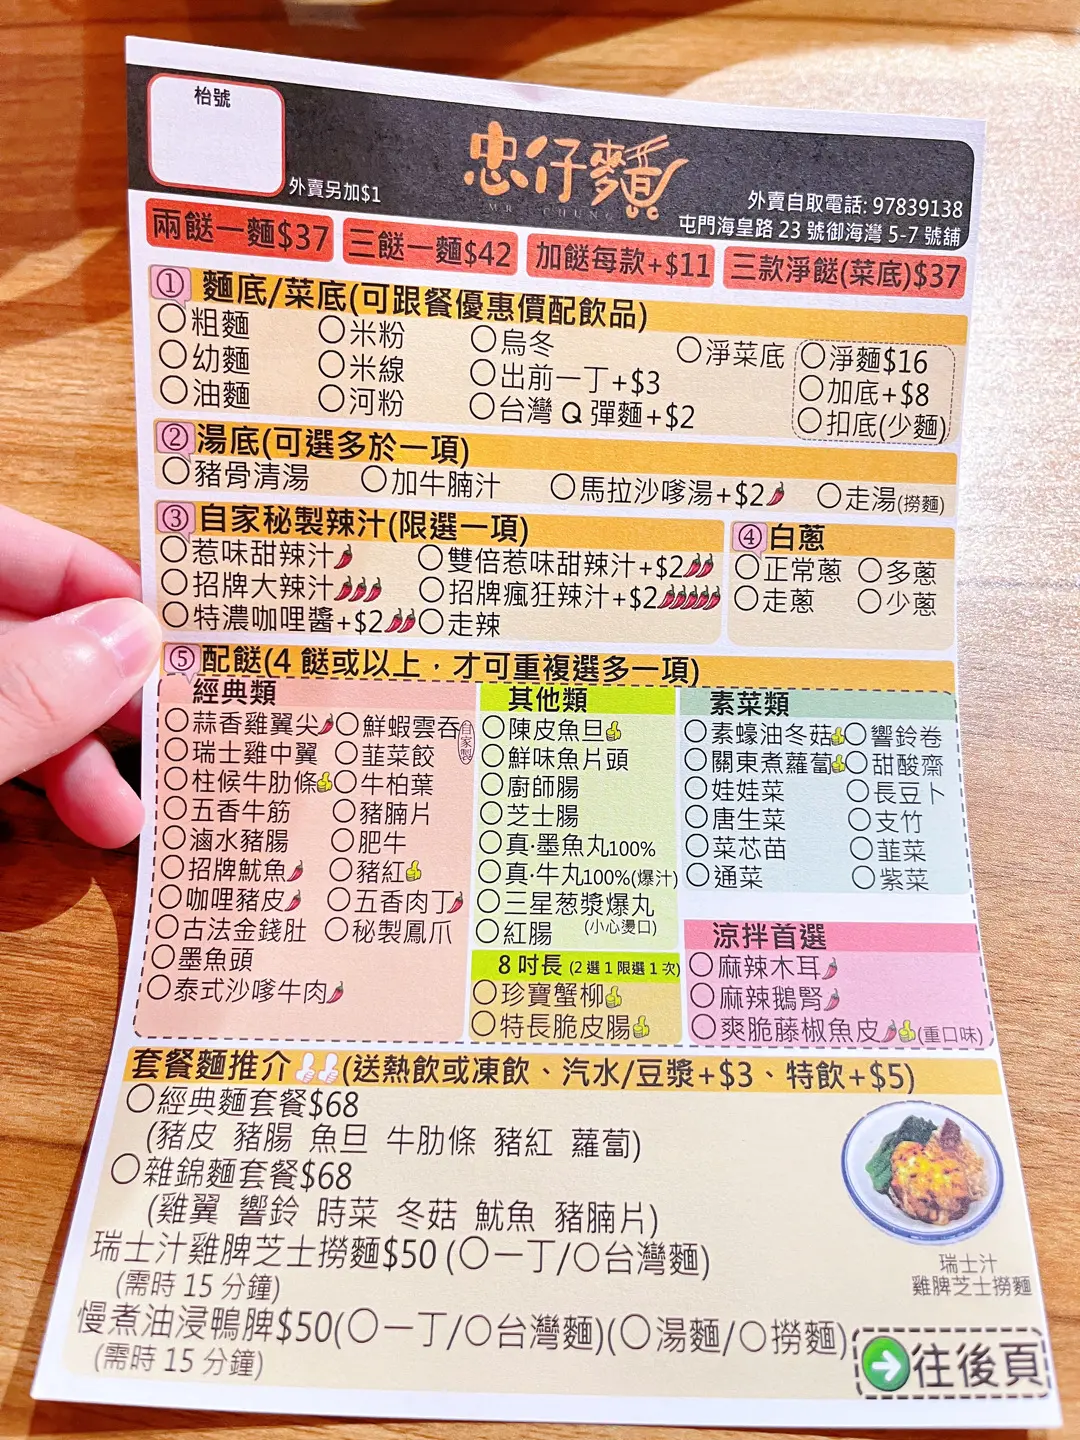 枱號
外賣另加$1
忠仔麵
MR CHUNG
外賣自取電話: 97839138
屯門海皇路 23 號御海灣 5-7 號舖
兩餸一麵$37 三餸一麵$42 加餸每款+$11 三款淨餸(菜底)$37
① 麵底/菜底(可跟餐優惠價配飲品)
○粗麵 ○米粉 ○烏冬 ○淨菜底 ○淨麵$16
○幼麵 ○米線 ○出前一丁+$3 ○加底+$8
○油麵 ○河粉 ○台灣 Q 彈麵+$2 ○扣底(少麵)
② 湯底(可選多於一項)
○豬骨清湯 ○加牛腩汁 ○馬拉沙嗲湯+$2 ○走湯(撈麵)
③ 自家秘製辣汁(限選一項)
○惹味甜辣汁 ○雙倍惹味甜辣汁+$2
○招牌大辣汁 ○招牌瘋狂辣汁+$2
○特濃咖哩醬+$2 ○走辣
④ 白蔥
○正常蔥 ○多蔥
○走蔥 ○少蔥
⑤ 配餸(4 餸或以上，才可重複選多一項)
經典類
○蒜香雞翼尖 ○鮮蝦雲吞 自家製
○瑞士雞中翼 ○韮菜餃
○柱候牛肋條 ○牛柏葉
○五香牛筋 ○豬腩片
○滷水豬腸 ○肥牛
○招牌魷魚 ○豬紅
○咖哩豬皮 ○五香肉丁
○古法金錢肚 ○秘製鳳爪
○墨魚頭
○泰式沙嗲牛肉
其他類
○陳皮魚旦
○鮮味魚片頭
○廚師腸
○芝士腸
○真·墨魚丸100%
○真·牛丸100%(爆汁)
○三星葱漿爆丸
(小心燙口)
○紅腸
8 吋長 (2 選 1 限選 1 次)
○珍寶蟹柳
○特長脆皮腸
素菜類
○素蠔油冬菇 ○響鈴卷
○關東煮蘿蔔 ○甜酸齋
○娃娃菜 ○長豆卜
○唐生菜 ○支竹
○菜芯苗 ○韮菜
○通菜 ○紫菜
涼拌首選
○麻辣木耳
○麻辣鵝腎
○爽脆藤椒魚皮(重口味)
套餐麵推介(送熱飲或凍飲、汽水/豆漿+$3、特飲+$5)
○經典麵套餐$68
(豬皮 豬腸 魚旦 牛肋條 豬紅 蘿蔔)
○雜錦麵套餐$68
(雞翼 響鈴 時菜 冬菇 魷魚 豬腩片)
瑞士汁雞脾芝士撈麵$50 (○一丁/○台灣麵)
(需時 15 分鐘)
慢煮油浸鴨脾$50(○一丁/○台灣麵)(○湯麵/○撈麵)
(需時 15 分鐘)
瑞士汁
雞脾芝士撈麵
往後頁